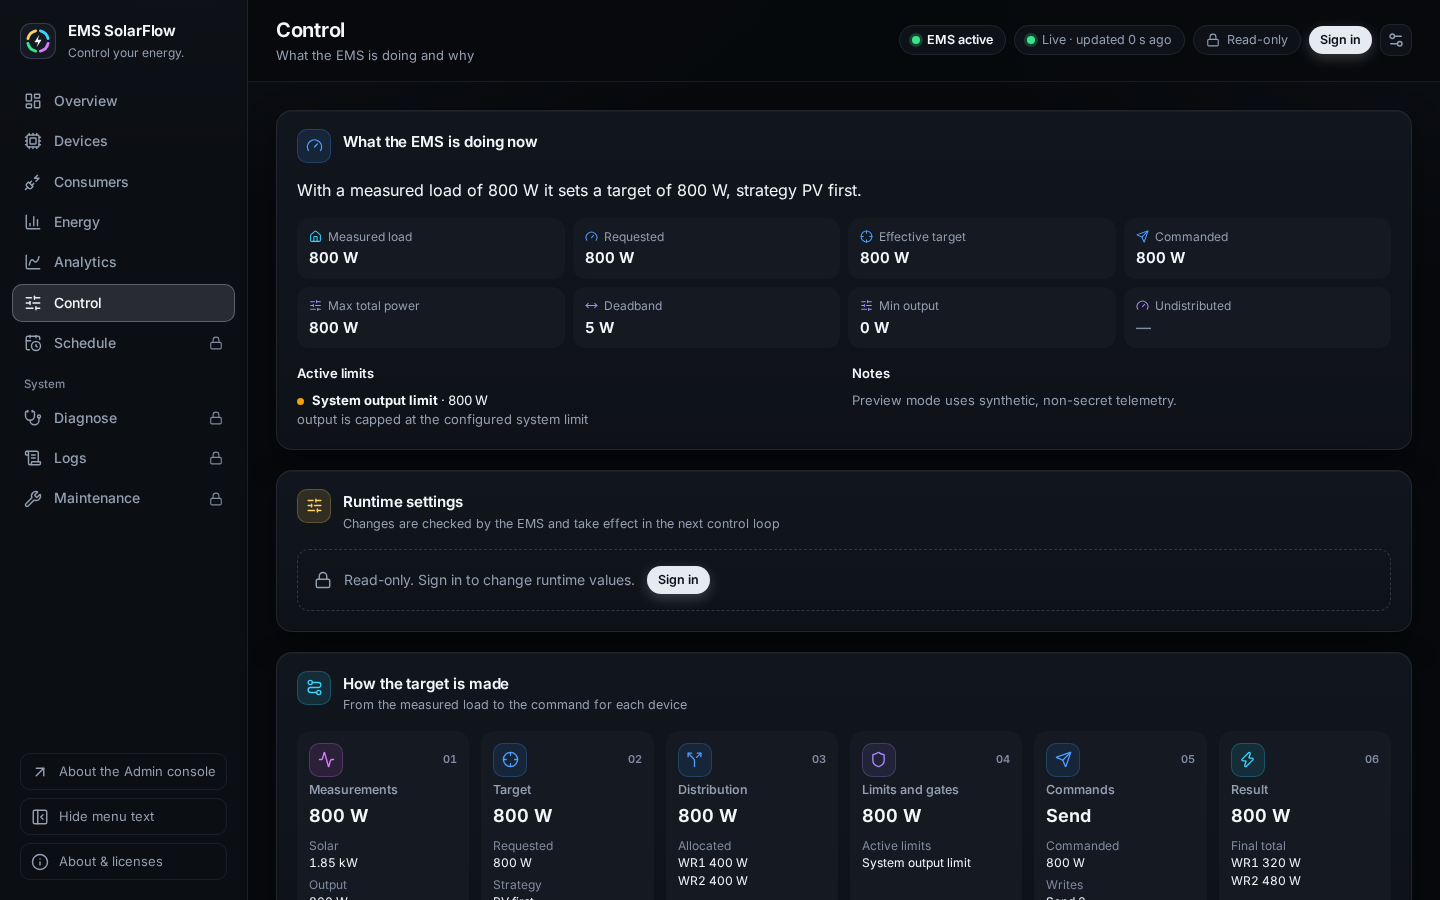 EMS SolarFlow
Control your energy.
Overview
Devices
Consumers
Energy
Analytics
Control
Schedule
System
Diagnose
Logs
Maintenance
About the Admin console
Hide menu text
About & licenses
Control
What the EMS is doing and why
EMS active
Live · updated 0 s ago
Read-only
Sign in
What the EMS is doing now
With a measured load of 800 W it sets a target of 800 W, strategy PV first.
Measured load
800 W
Requested
800 W
Effective target
800 W
Commanded
800 W
Max total power
800 W
Deadband
5 W
Min output
0 W
Undistributed
—
Active limits
System output limit · 800 W
output is capped at the configured system limit
Notes
Preview mode uses synthetic, non-secret telemetry.
Runtime settings
Changes are checked by the EMS and take effect in the next control loop
Read-only. Sign in to change runtime values.
Sign in
How the target is made
From the measured load to the command for each device
01
Measurements
800 W
Solar
1.85 kW
Output
800 W
02
Target
800 W
Requested
800 W
Strategy
PV first
03
Distribution
800 W
Allocated
WR1 400 W
WR2 400 W
04
Limits and gates
800 W
Active limits
System output limit
05
Commands
Send
Commanded
800 W
Writes
Send 2
06
Result
800 W
Final total
WR1 320 W
WR2 480 W